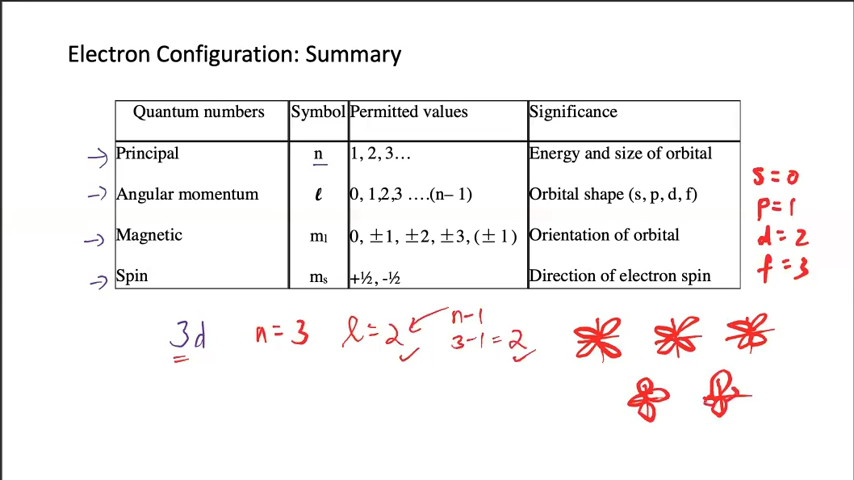 Electron Configuration: Summary
Quantum numbers Symbol Permitted values Significance
Principal n 1, 2, 3... Energy and size of orbital
Angular momentum ℓ 0, 1,2,3 ....(n– 1) Orbital shape (s, p, d, f)
Magnetic mₗ 0, ±1, ±2, ±3, (± 1) Orientation of orbital
Spin mₛ +½, -½ Direction of electron spin
s = 0
p = 1
d = 2
f = 3
3d n = 3 l = 2 n-1
3-1 = 2